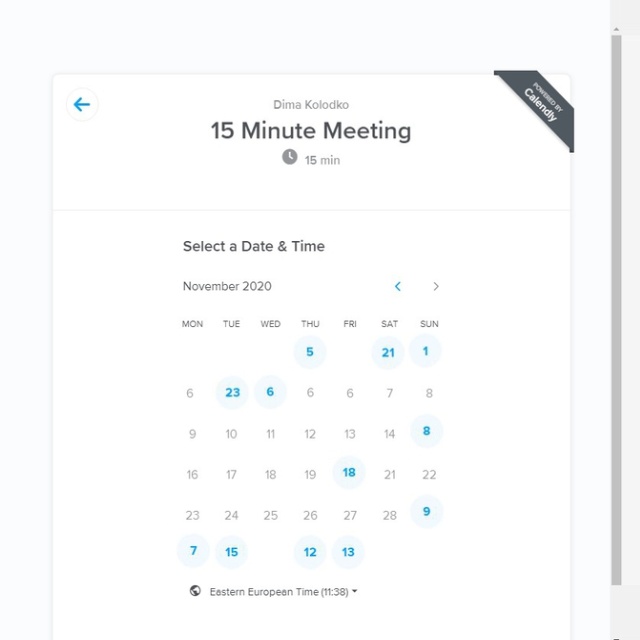 Dima Kolodko
POWERED BY
Calendly
15 Minute Meeting
15 min
Select a Date & Time
November 2020
MON TUE WED THU FRI SAT SUN
5 21 1
6 23 6 6 6 7 8
9 10 11 12 13 14 8
16 17 18 19 18 21 22
23 24 25 26 27 28 9
7 15 12 13
Eastern European Time (11:38)